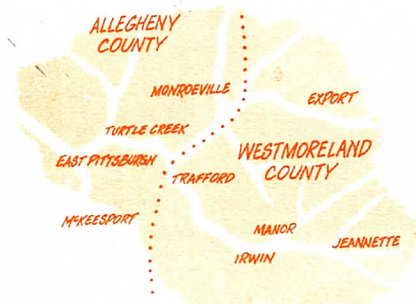 ALLEGHENY
COUNTY
MONROEVILLE
EXPORT
TURTLE CREEK
EAST PITTSBURGH
WESTMORELAND
COUNTY
TRAFFORD
McKEESPORT
MANOR
JEANNETTE
IRWIN